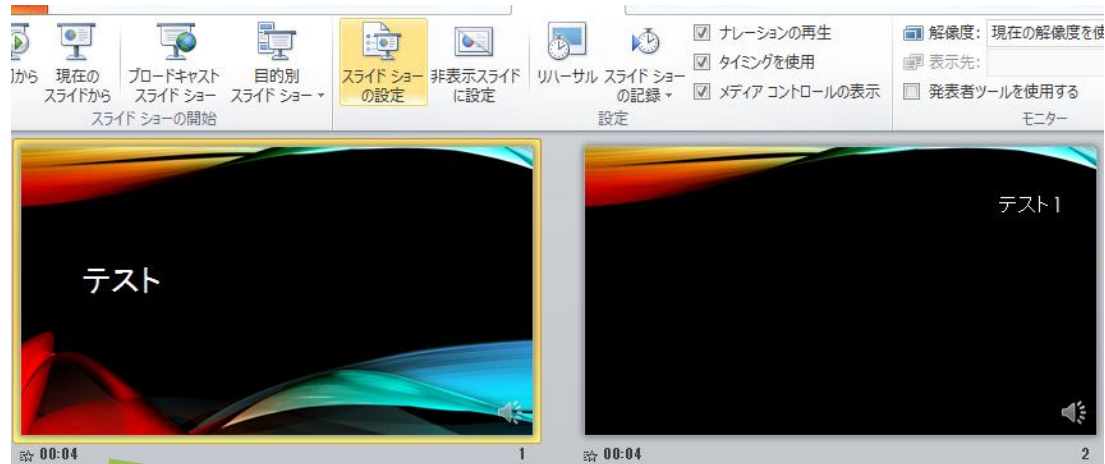 から 現在の スライドから
ブロードキャスト スライド ショー
目的別 スライド ショー
スライド ショーの開始
スライド ショー の設定
非表示スライド に設定
リハーサル
スライド ショー の記録
ナレーションの再生
タイミングを使用
メディア コントロールの表示
設定
解像度: 現在の解像度を使
表示先:
発表者ツールを使用する
モニター
テスト
テスト1
00:04 1
00:04 2